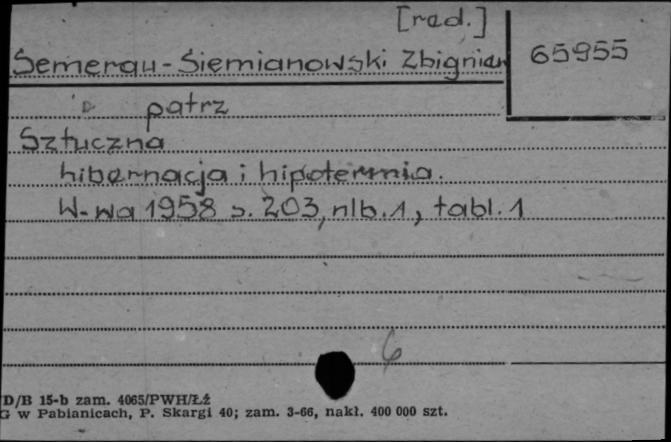 [red.]
Semerau-Siemianowski Zbigniew
65955
patrz
Sztuczna
hibernacja i hipotermia.
W-wa 1958 s. 203, nlb. 1, tabl. 1
6
D/B 15-b zam. 4065/PWH/ŁŹ
G w Pabianicach, P. Skargi 40; zam. 3-66, nakł. 400 000 szt.